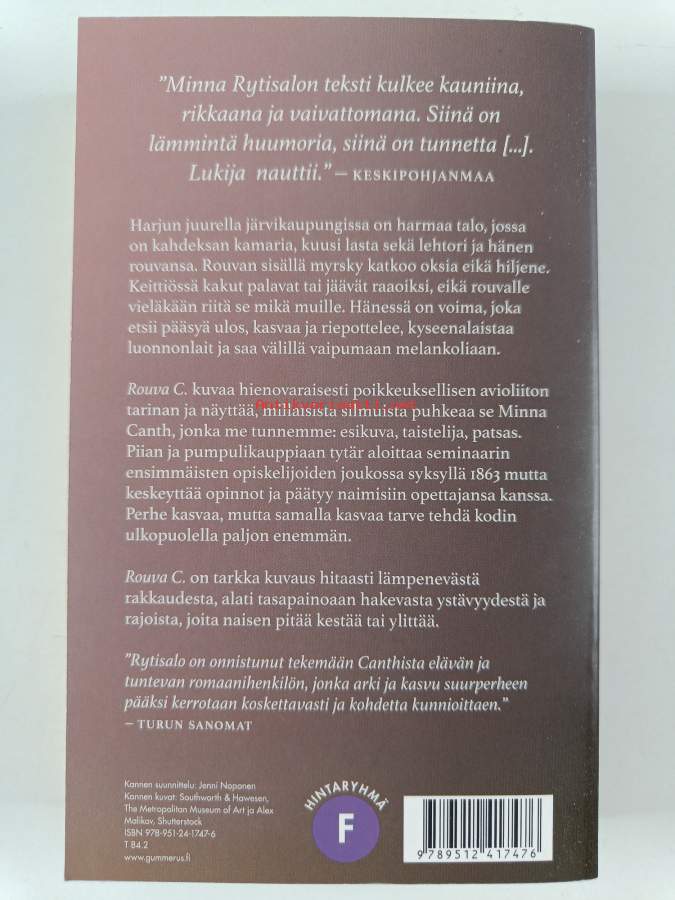 ”Minna Rytisalon teksti kulkee kauniina,
rikkaana ja vaivattomana. Siinä on
lämmintä huumoria, siinä on tunnetta [...].
Lukija nauttii.” – KESKIPOHJANMAA
Harjun juurella järvikaupungissa on harmaa talo, jossa
on kahdeksan kamaria, kuusi lasta sekä lehtori ja hänen
rouvansa. Rouvan sisällä myrsky katkoo oksia eikä hiljene.
Keittiössä kakut palavat tai jäävät raaoiksi, eikä rouvalle
vieläkään riitä se mikä muille. Hänessä on voima, joka
etsii pääsyä ulos, kasvaa ja riepottelee, kyseenalaistaa
luonnonlait ja saa välillä vaipumaan melankoliaan.
Rouva C. kuvaa hienovaraisesti poikkeuksellisen avioliiton
tarinan ja näyttää, millaisista silmuista puhkeaa se Minna
Canth, jonka me tunnemme: esikuva, taistelija, patsas.
Piian ja pumpulikauppiaan tytär aloittaa seminaarin
ensimmäisten opiskelijoiden joukossa syksyllä 1863 mutta
keskeyttää opinnot ja päätyy naimisiin opettajansa kanssa.
Perhe kasvaa, mutta samalla kasvaa tarve tehdä kodin
ulkopuolella paljon enemmän.
Rouva C. on tarkka kuvaus hitaasti lämpenevästä
rakkaudesta, alati tasapainoaan hakevasta ystävyydestä ja
rajoista, joita naisen pitää kestää tai ylittää.
”Rytisalo on onnistunut tekemään Canthista elävän ja
tuntevan romaanihenkilön, jonka arki ja kasvu suurperheen
pääksi kerrotaan koskettavasti ja kohdetta kunnioittaen.”
– TURUN SANOMAT
Kannen suunnittelu: Jenni Noponen
Kannen kuvat: Southworth & Hawesen,
The Metropolitan Museum of Art ja Alex
Malikov, Shutterstock
ISBN 978-951-24-1747-6
T 84.2
www.gummerus.fi
HINTARYHMÄ
F
9 789512 417476